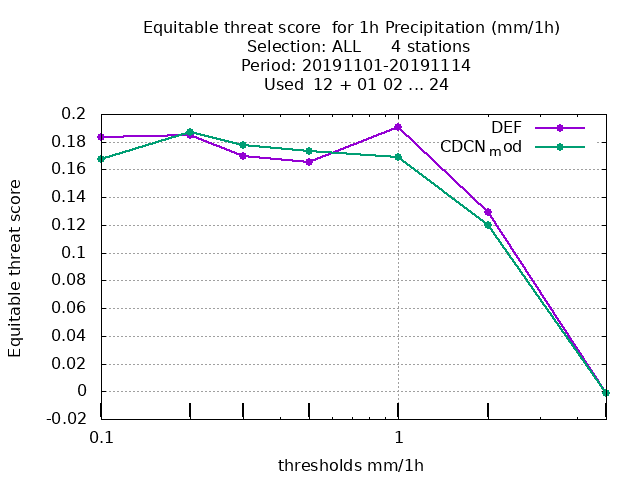 Equitable threat score  for 1h Precipitation (mm/1h)
Selection: ALL      4 stations
Period: 20191101-20191114
Used  12 + 01 02 ... 24
Equitable threat score
0.2
0.18
0.16
0.14
0.12
0.1
0.08
0.06
0.04
0.02
0
-0.02
DEF
CDCNmod
0.1
1
thresholds mm/1h